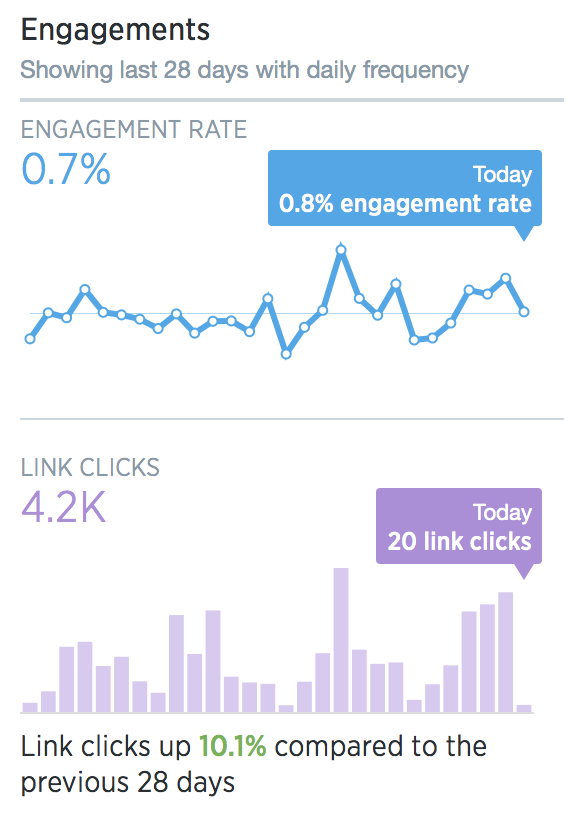 Engagements
Showing last 28 days with daily frequency
ENGAGEMENT RATE
0.7%
Today
0.8% engagement rate
LINK CLICKS
4.2K
Today
20 link clicks
Link clicks up 10.1% compared to the
previous 28 days